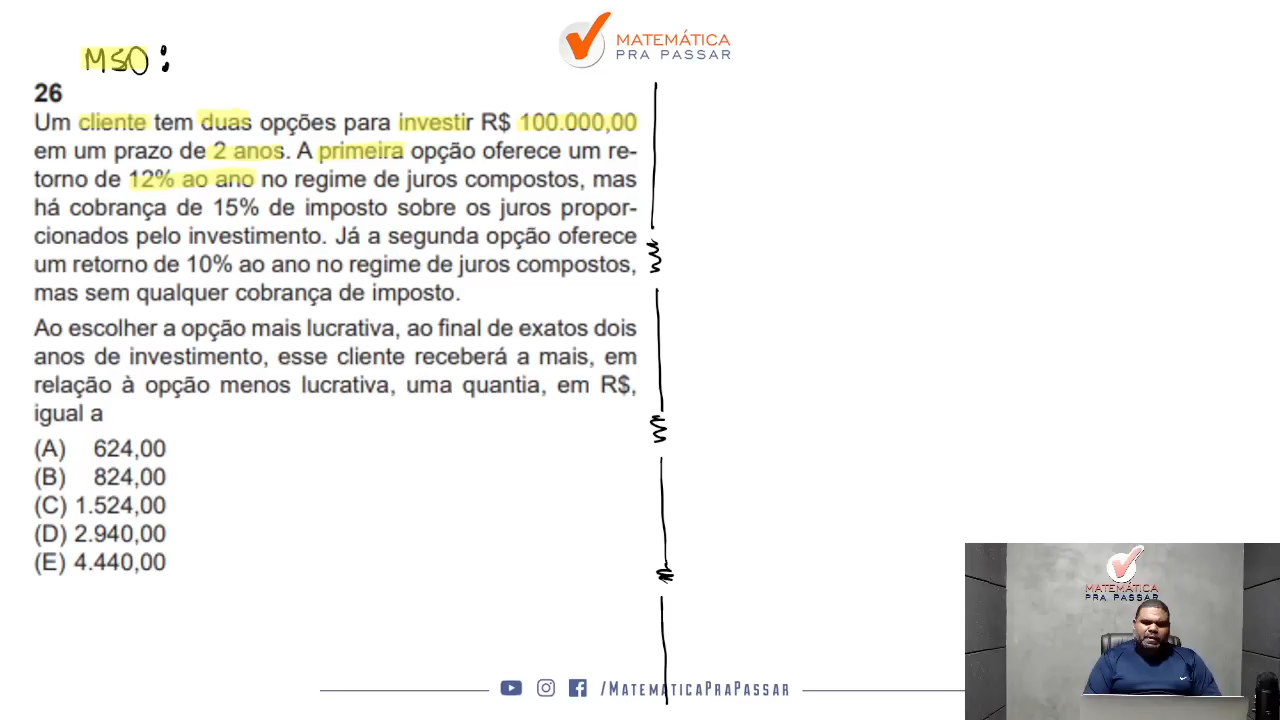 MATEMÁTICA
PRA PASSAR
MSO:
26
Um cliente tem duas opções para investir R$ 100.000,00
em um prazo de 2 anos. A primeira opção oferece um re-
torno de 12% ao ano no regime de juros compostos, mas
há cobrança de 15% de imposto sobre os juros propor-
cionados pelo investimento. Já a segunda opção oferece
um retorno de 10% ao ano no regime de juros compostos,
mas sem qualquer cobrança de imposto.
Ao escolher a opção mais lucrativa, ao final de exatos dois
anos de investimento, esse cliente receberá a mais, em
relação à opção menos lucrativa, uma quantia, em R$,
igual a
(A) 624,00
(B) 824,00
(C) 1.524,00
(D) 2.940,00
(E) 4.440,00
MATEMÁTICA
PRA PASSAR
/MATEMATICAPRAPASSAR